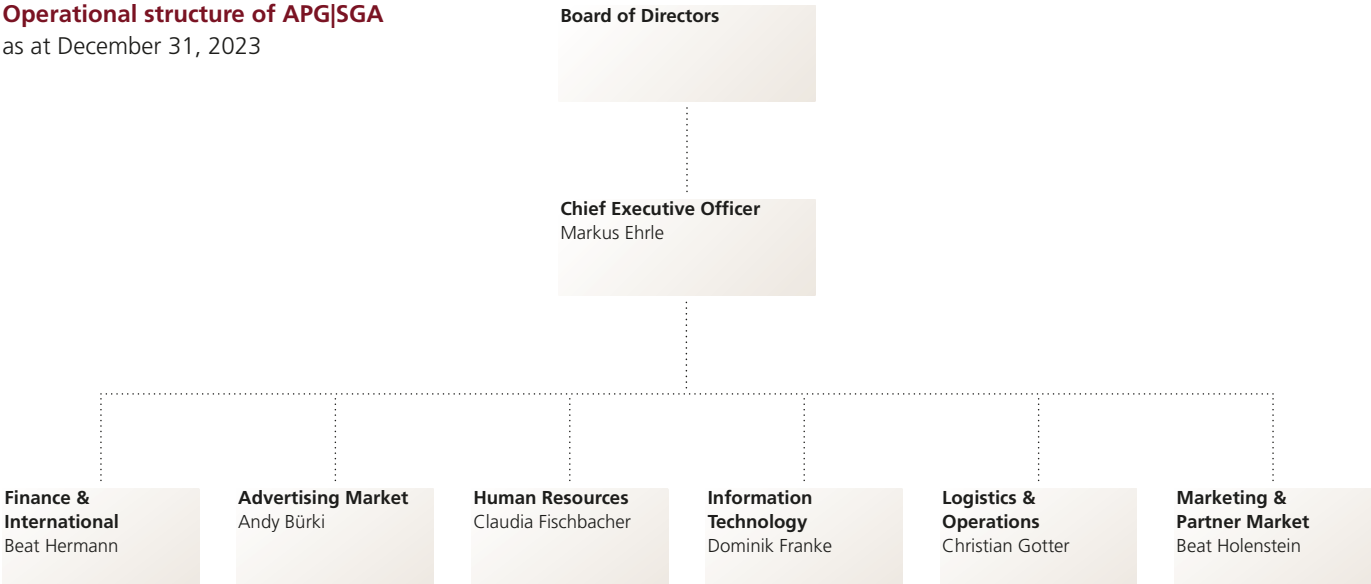 Operational structure of APG|SGA
as at December 31, 2023
Board of Directors
Chief Executive Officer
Markus Ehrle
Finance &
International
Beat Hermann
Advertising Market
Andy Bürki
Human Resources
Claudia Fischbacher
Information
Technology
Dominik Franke
Logistics &
Operations
Christian Gotter
Marketing &
Partner Market
Beat Holenstein